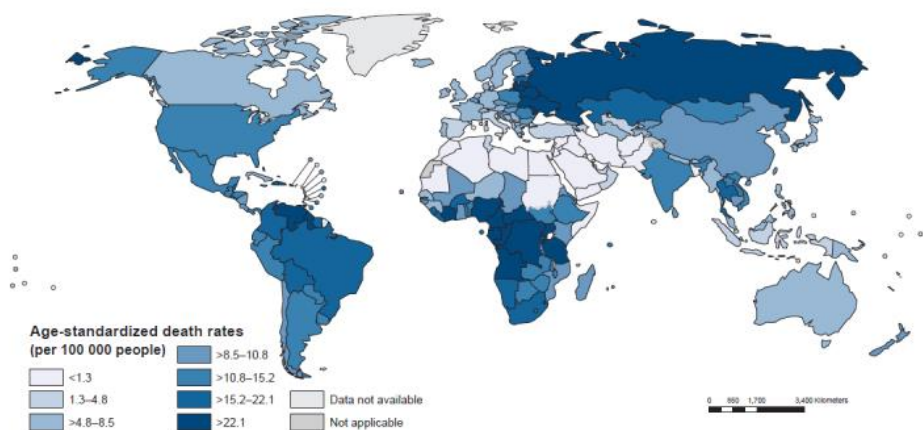 Age-standardized death rates
(per 100 000 people)
<1.3
1.3–4.8
>4.8–8.5
>8.5–10.8
>10.8–15.2
>15.2–22.1
>22.1
Data not available
Not applicable
0 850 1,700 3,400 Kilometers